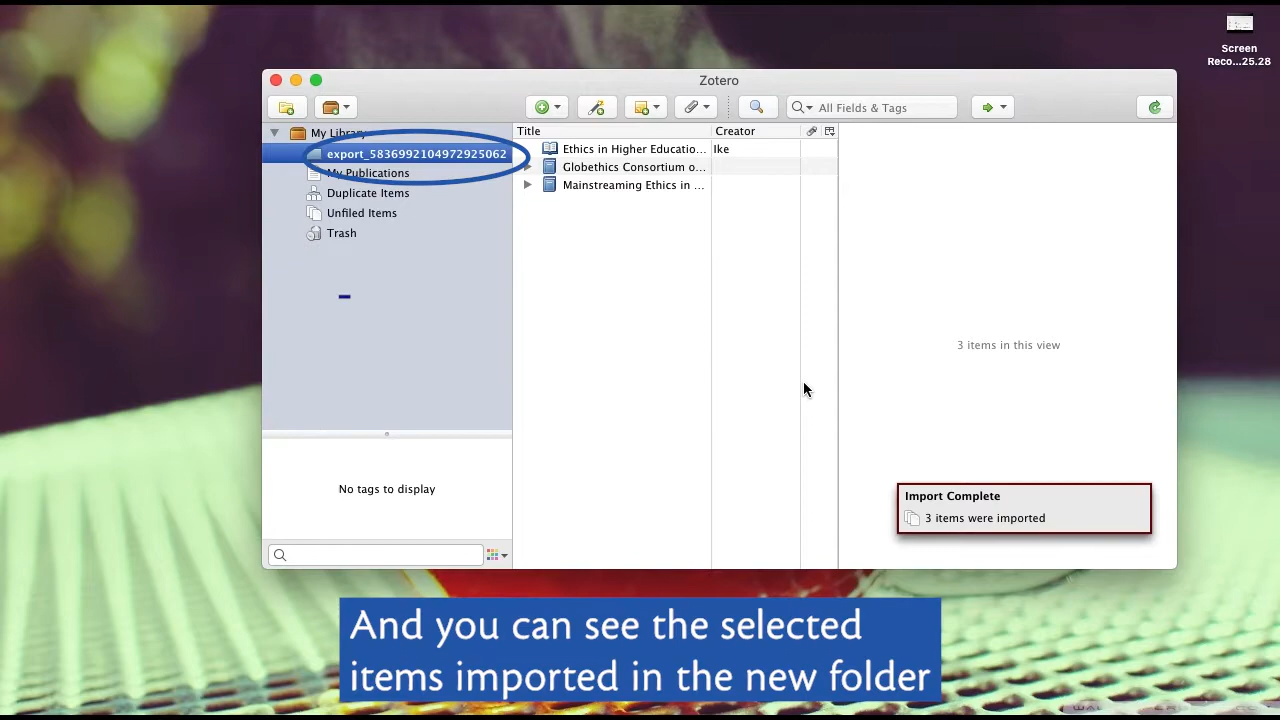 Screen
Reco...25.28
Zotero
All Fields & Tags
My Library
export_5836992104972925062
My Publications
Duplicate Items
Unfiled Items
Trash
No tags to display
Title Creator
Ethics in Higher Educatio... Ike
Globethics Consortium o...
Mainstreaming Ethics in ...
3 items in this view
Import Complete
3 items were imported
And you can see the selected
items imported in the new folder